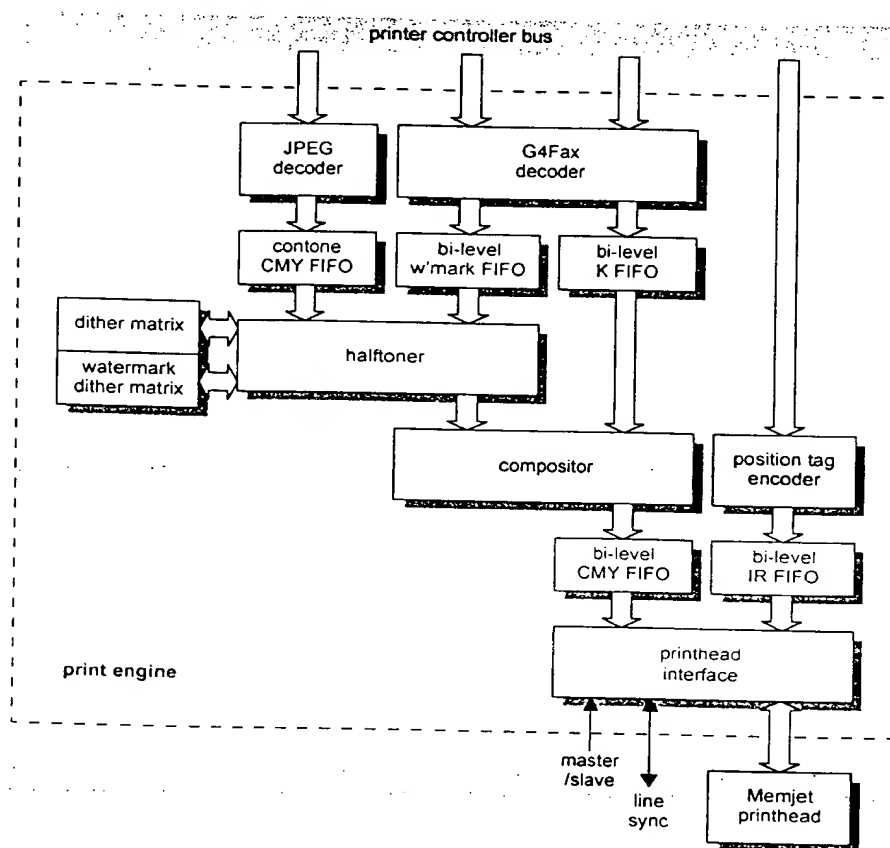 printer controller bus
JPEG
decoder
G4Fax
decoder
contone
CMY FIFO
bi-level
w'mark FIFO
bi-level
K FIFO
dither matrix
watermark
dither matrix
halftoner
compositor
position tag
encoder
bi-level
CMY FIFO
bi-level
IR FIFO
printhead
interface
print engine
master
/slave
line
sync
Memjet
printhead